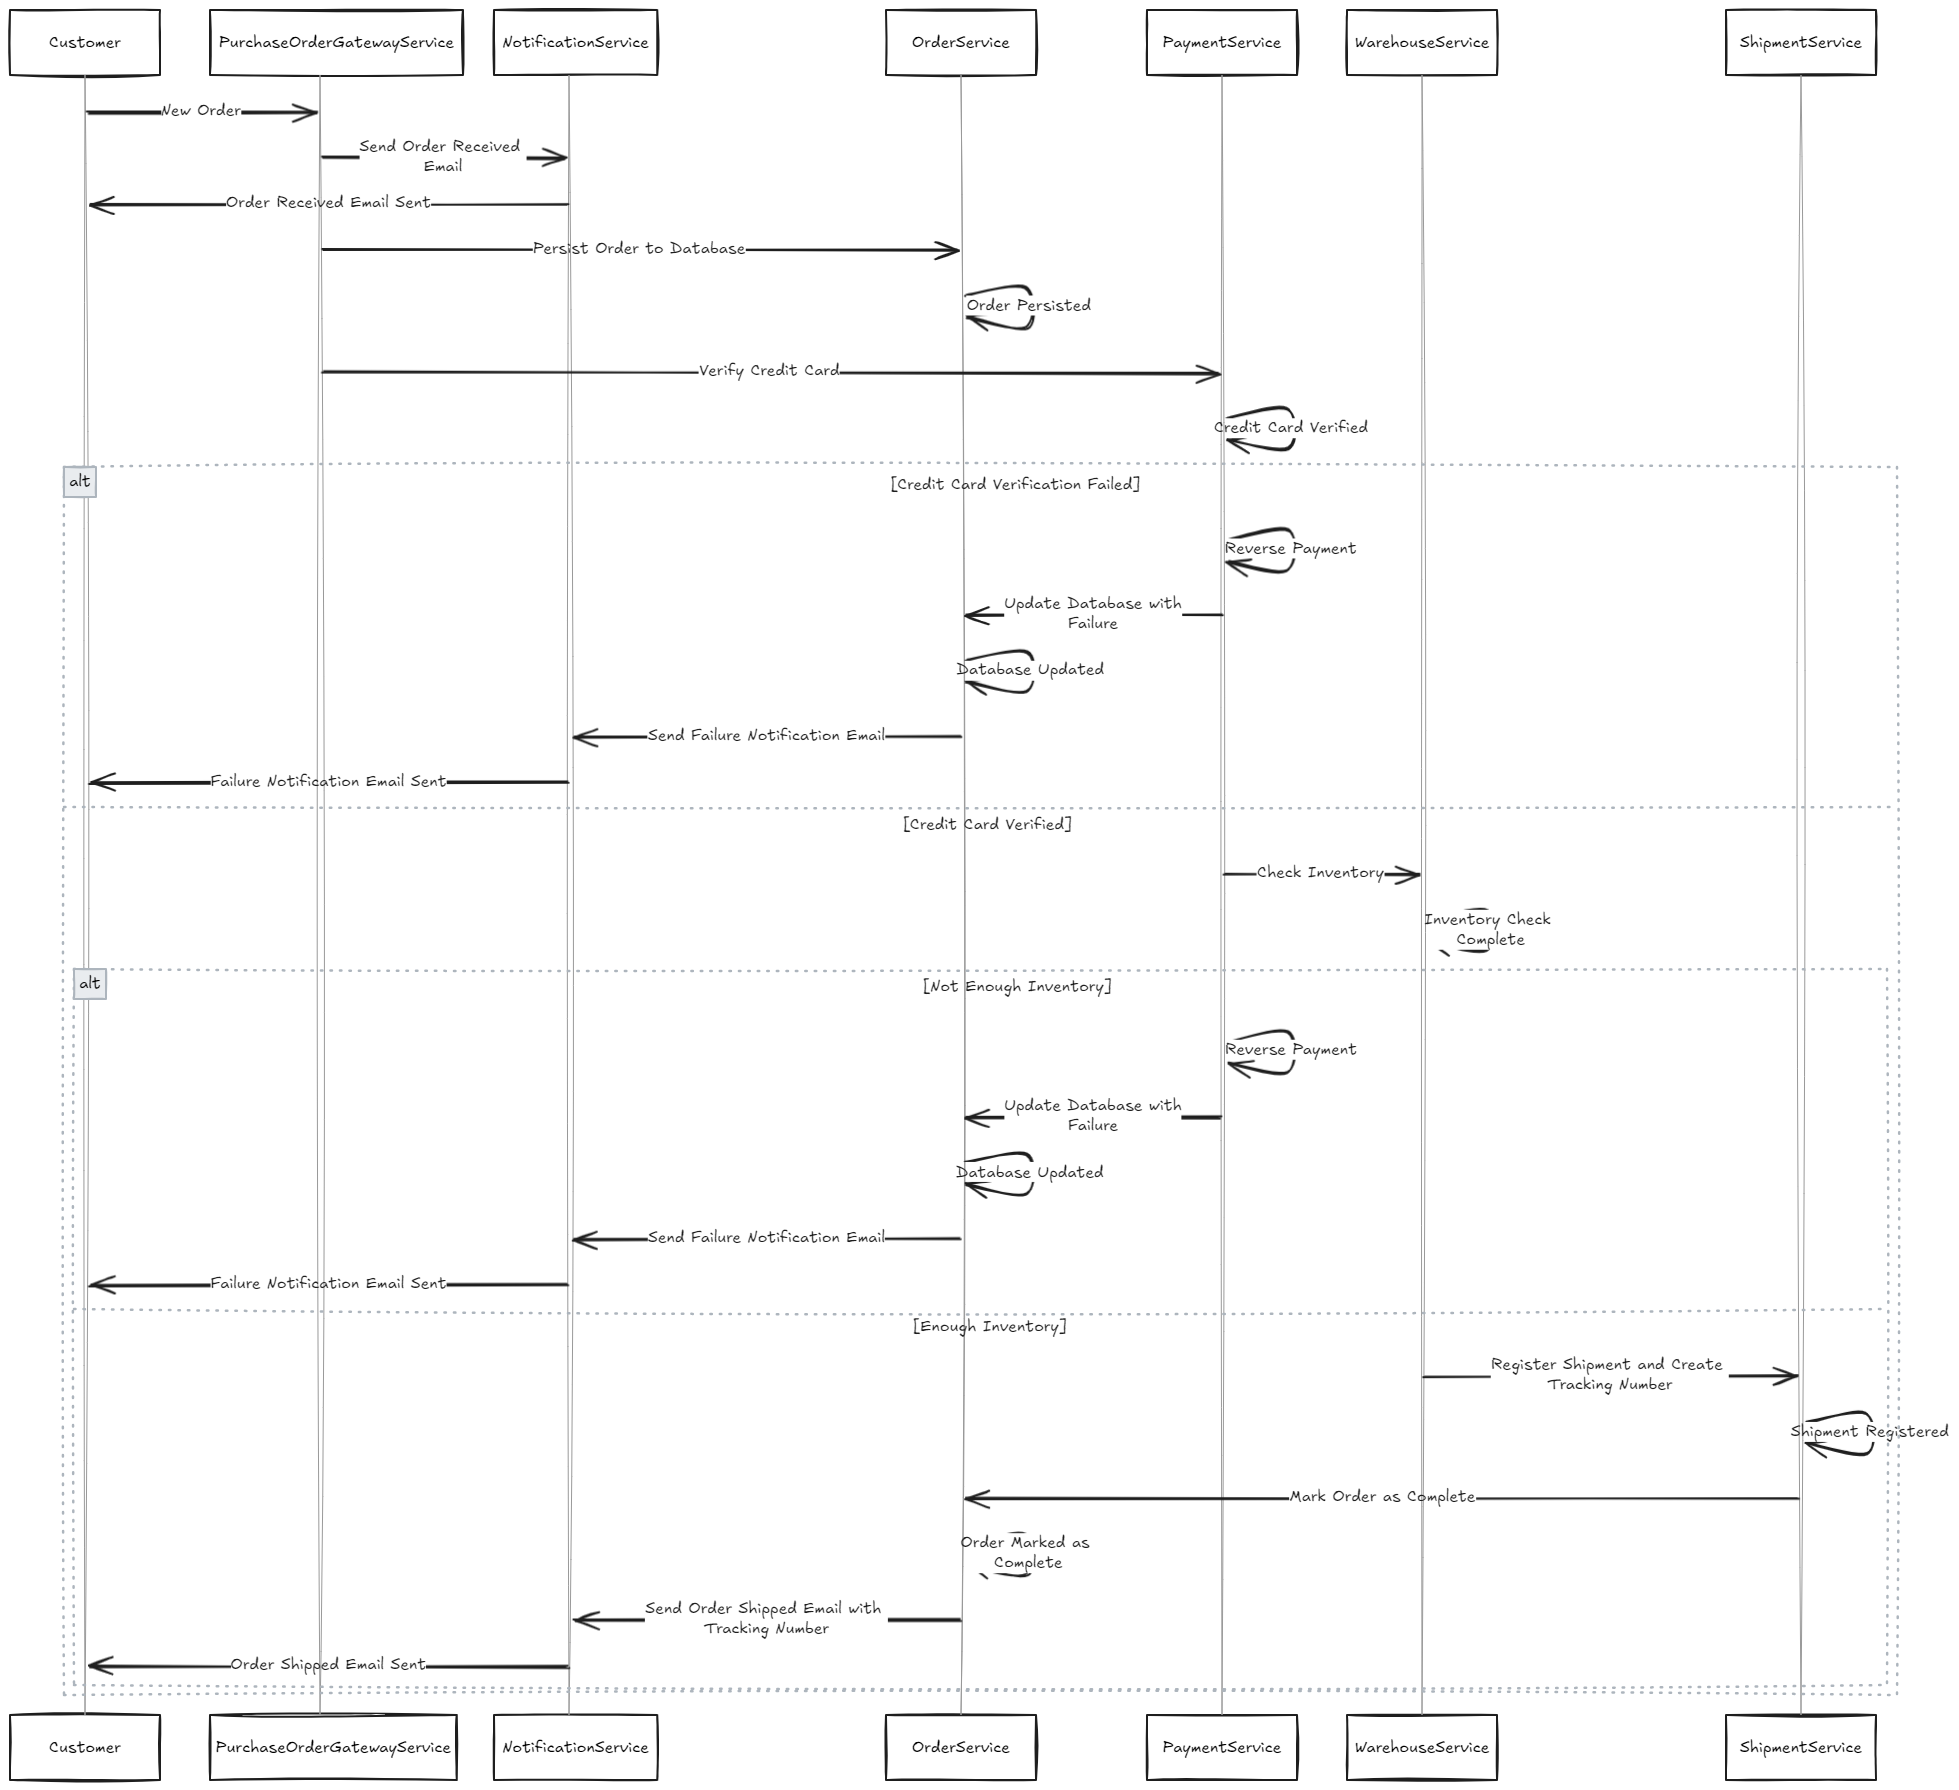 Customer
PurchaseOrderGatewayService
NotificationService
OrderService
PaymentService
WarehouseService
ShipmentService
New Order
Send Order Received
Email
Order Received Email Sent
Persist Order to Database
Order Persisted
Verify Credit Card
Credit Card Verified
alt
[Credit Card Verification Failed]
Reverse Payment
Update Database with
Failure
Database Updated
Send Failure Notification Email
Failure Notification Email Sent
[Credit Card Verified]
Check Inventory
Inventory Check
Complete
alt
[Not Enough Inventory]
Reverse Payment
Update Database with
Failure
Database Updated
Send Failure Notification Email
Failure Notification Email Sent
[Enough Inventory]
Register Shipment and Create
Tracking Number
Shipment Registered
Mark Order as Complete
Order Marked as
Complete
Send Order Shipped Email with
Tracking Number
Order Shipped Email Sent
Customer
PurchaseOrderGatewayService
NotificationService
OrderService
PaymentService
WarehouseService
ShipmentService